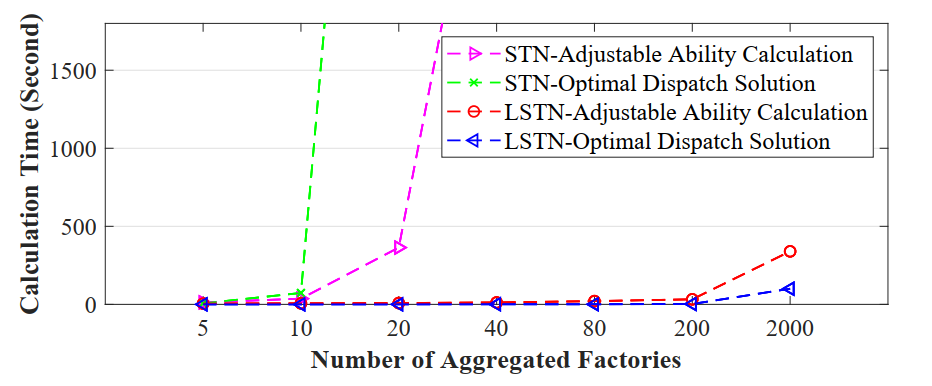 Calculation Time (Second)
1500
1000
500
0
STN-Adjustable Ability Calculation
STN-Optimal Dispatch Solution
LSTN-Adjustable Ability Calculation
LSTN-Optimal Dispatch Solution
5 10 20 40 80 200 2000
Number of Aggregated Factories